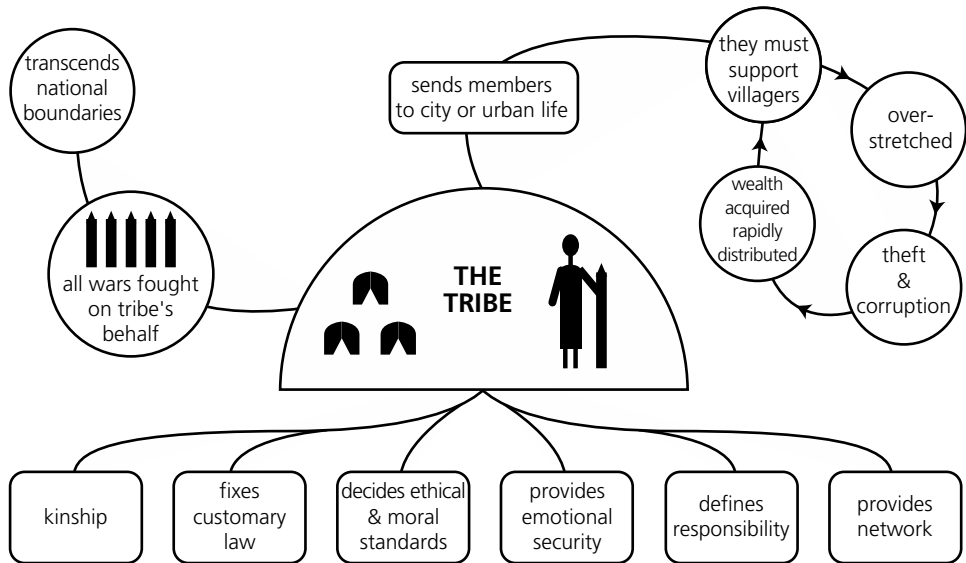 transcends
national
boundaries
all wars fought
on tribe's
behalf
sends members
to city or urban life
they must
support
villagers
over-
stretched
theft
&
corruption
wealth
acquired
rapidly
distributed
THE
TRIBE
kinship
fixes
customary
law
decides ethical
& moral
standards
provides
emotional
security
defines
responsibility
provides
network